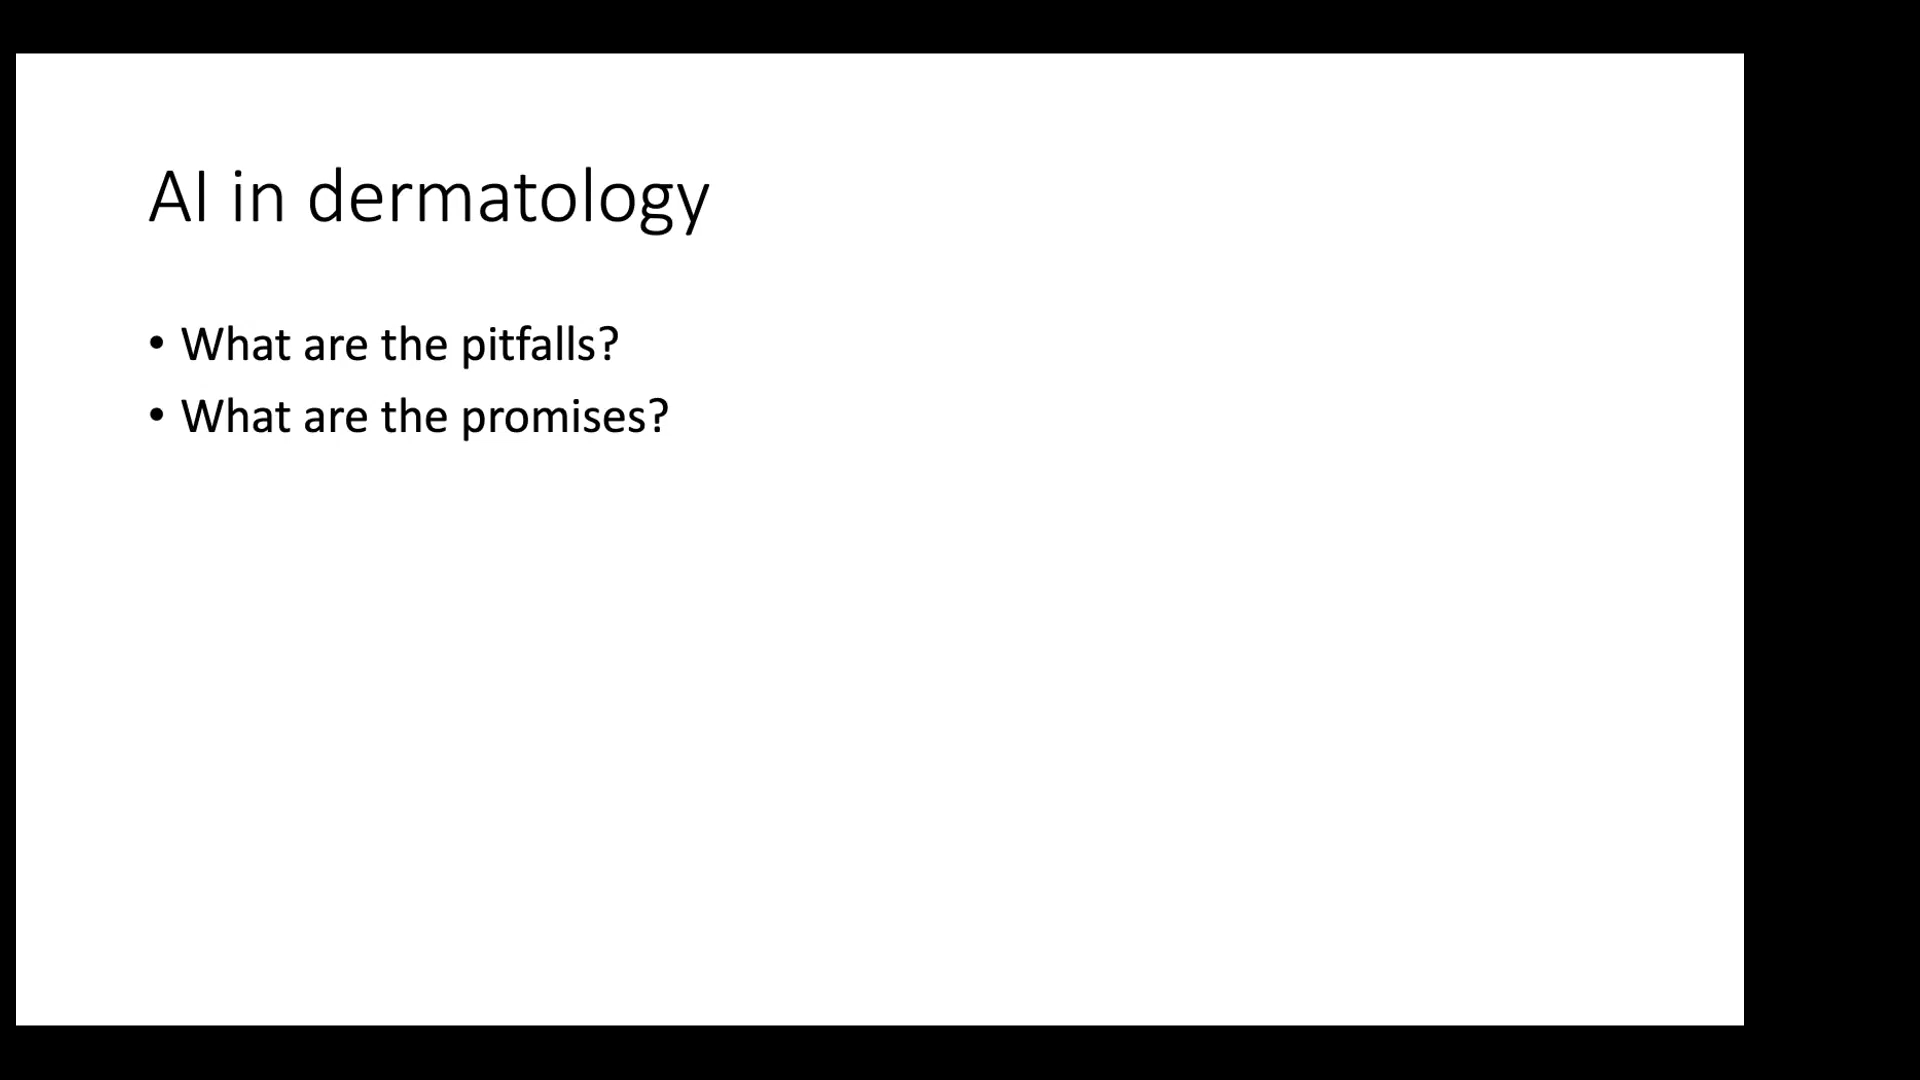 AI in dermatology
• What are the pitfalls?
• What are the promises?